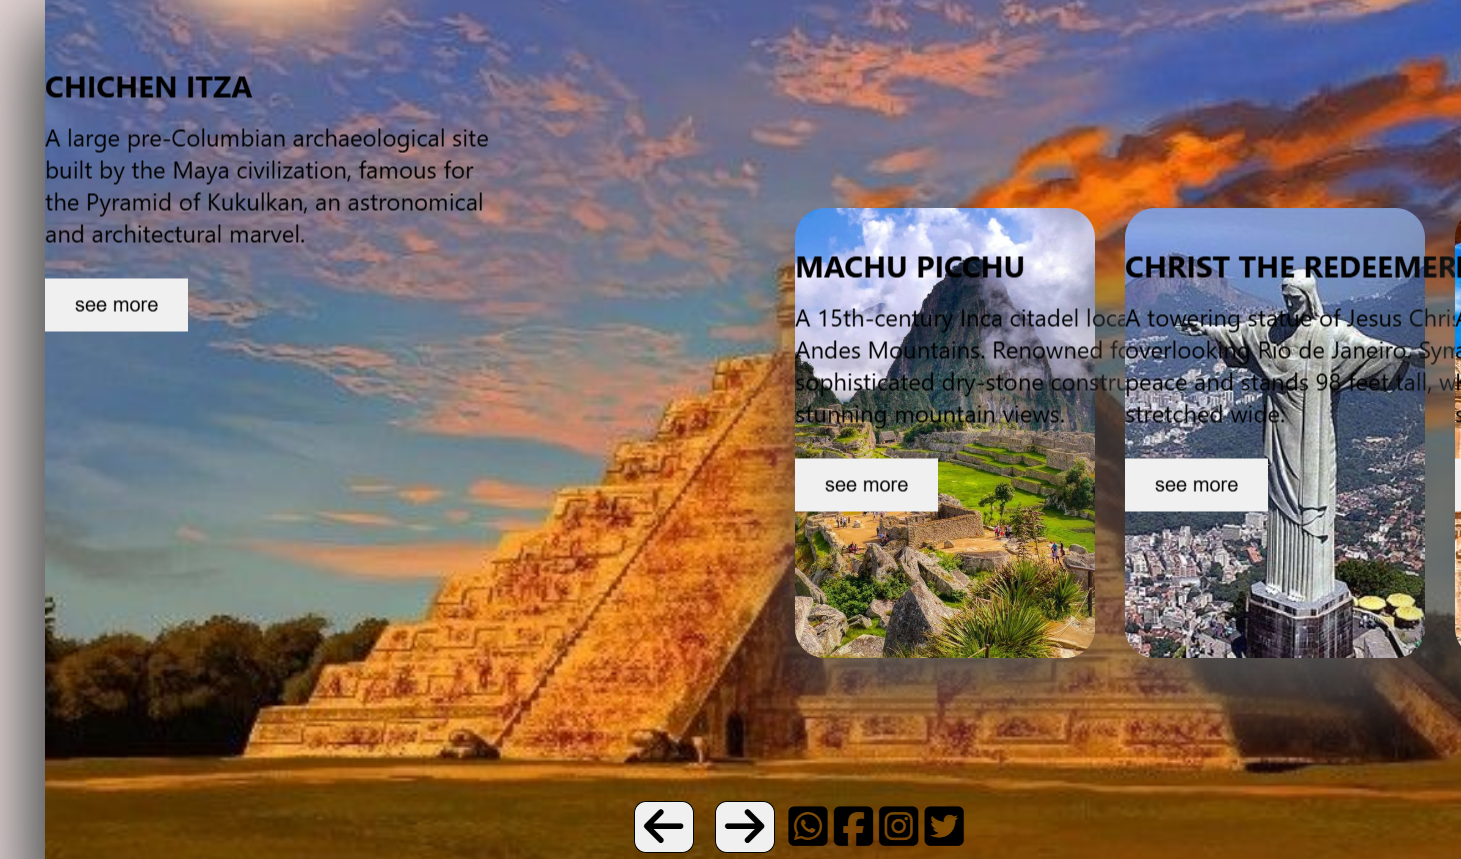 CHICHEN ITZA
A large pre-Columbian archaeological site
built by the Maya civilization, famous for
the Pyramid of Kukulkan, an astronomical
and architectural marvel.
see more
MACHU PICCHU
A 15th-century Inca citadel loca
Andes Mountains. Renowned fo
sophisticated dry-stone constru
stunning mountain views.
see more
CHRIST THE REDEEMER
A towering statue of Jesus Chris
overlooking Rio de Janeiro. Sym
peace and stands 98 feet tall, w
stretched wide.
see more